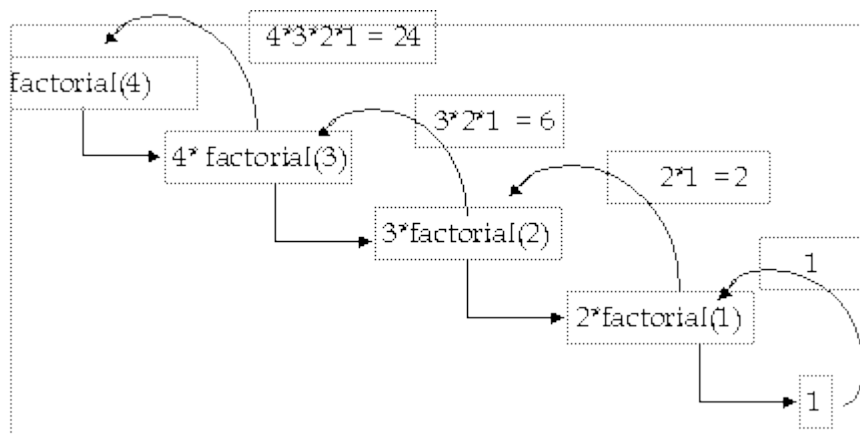 4*3*2*1 = 24
factorial(4)
3*2*1 = 6
4* factorial(3)
2*1 = 2
3*factorial(2)
1
2*factorial(1)
1